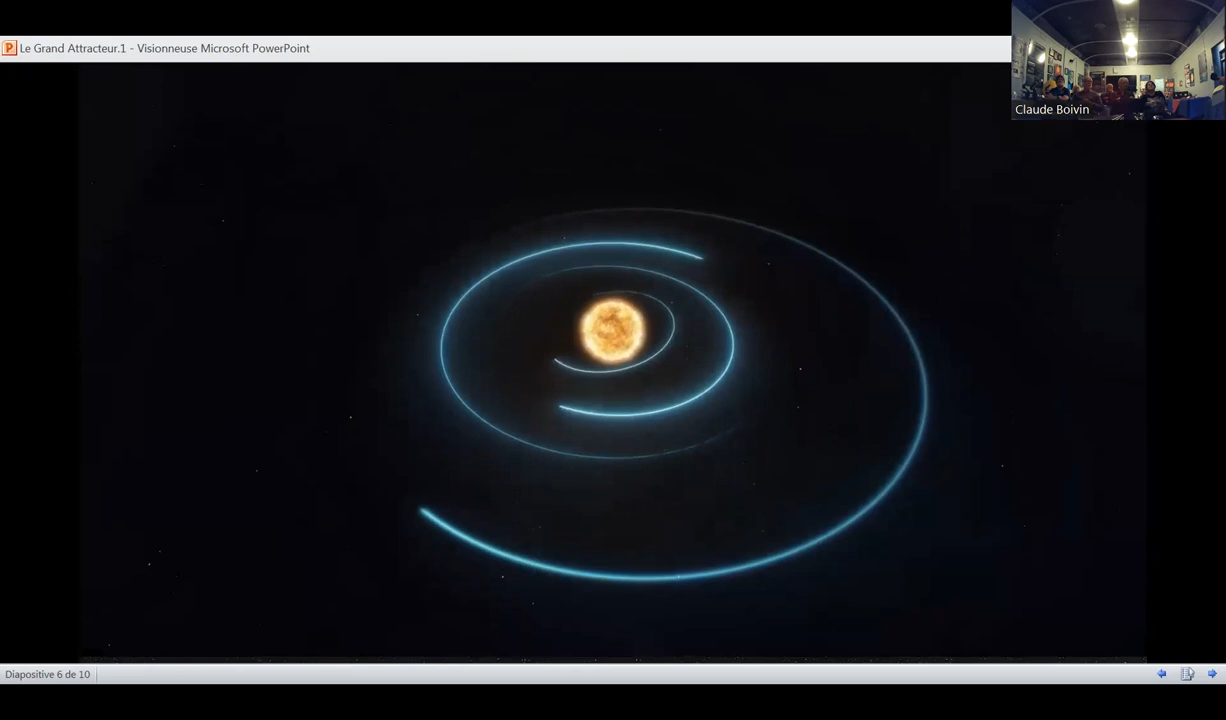 Le Grand Attracteur.1 - Visionneuse Microsoft PowerPoint
Claude Boivin
Diapositive 6 de 10